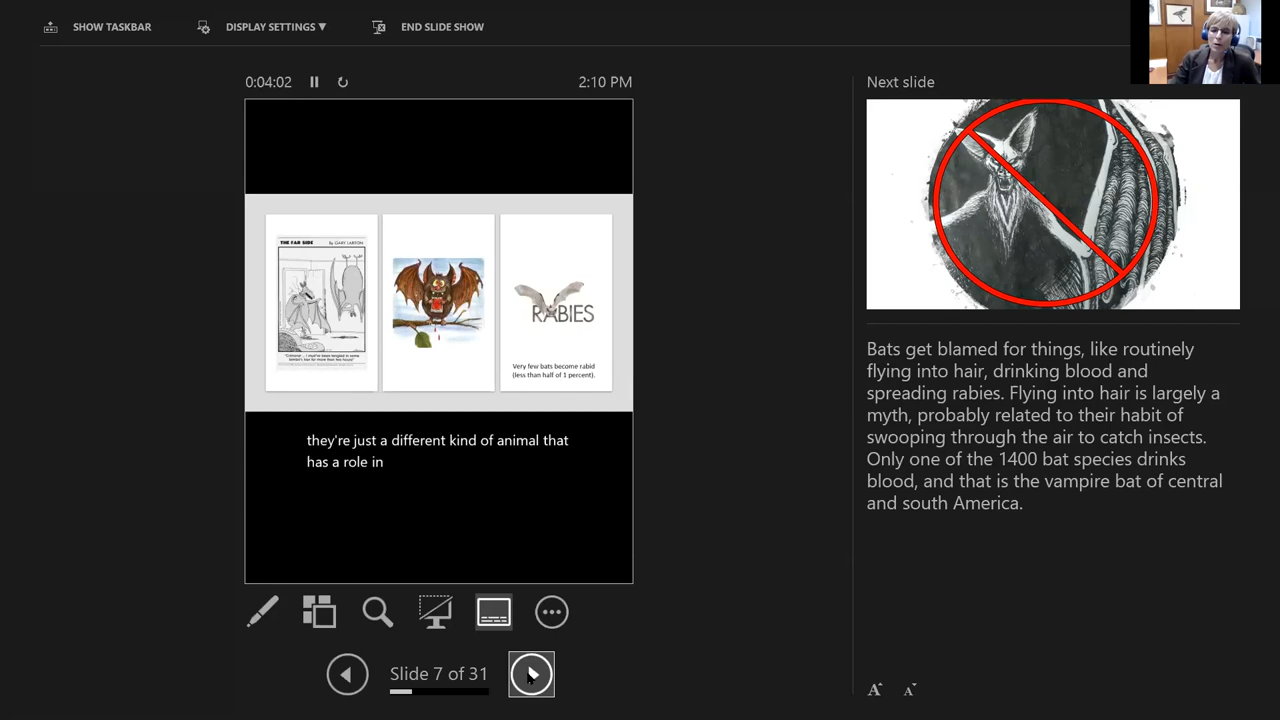 SHOW TASKBAR
DISPLAY SETTINGS ▼
END SLIDE SHOW
0:04:02
2:10 PM
Next slide
THE FAR SIDE
By GARY LARSON
RABIES
Very few bats become rabid
(less than half of 1 percent).
they're just a different kind of animal that
has a role in
Bats get blamed for things, like routinely
flying into hair, drinking blood and
spreading rabies. Flying into hair is largely a
myth, probably related to their habit of
swooping through the air to catch insects.
Only one of the 1400 bat species drinks
blood, and that is the vampire bat of central
and south America.
Slide 7 of 31
A A